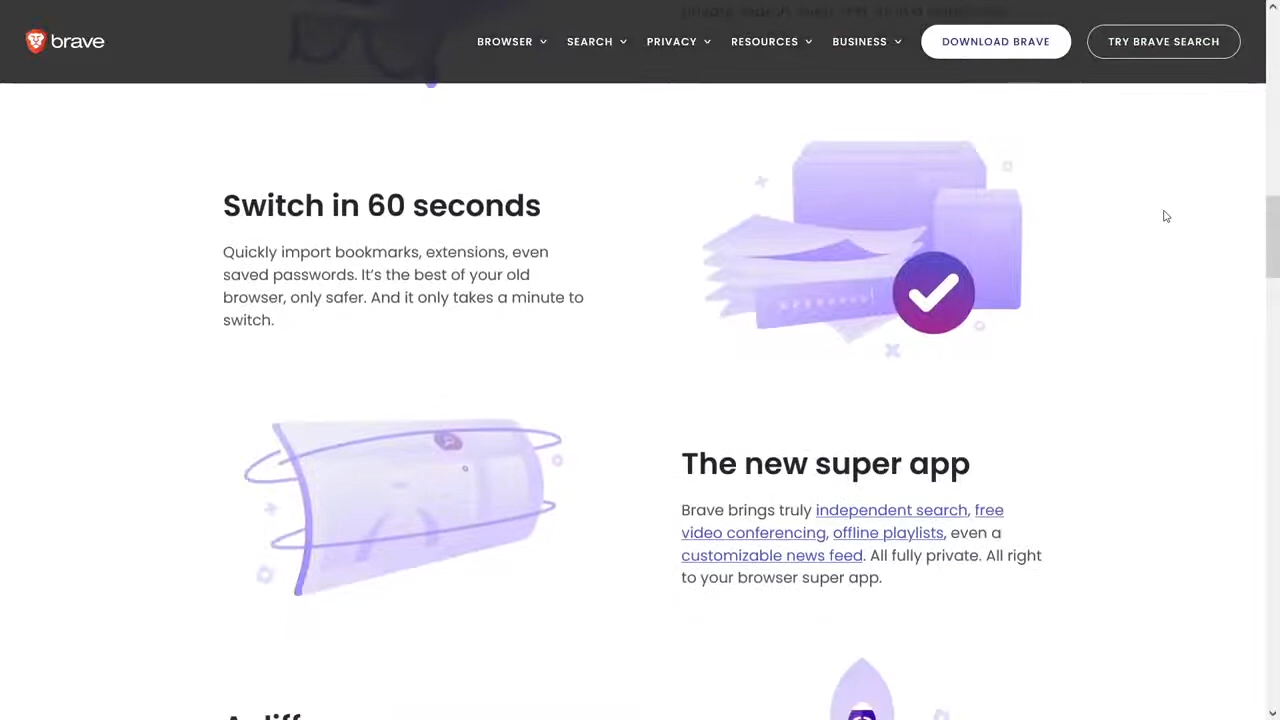 brave
BROWSER
SEARCH
PRIVACY
RESOURCES
BUSINESS
DOWNLOAD BRAVE
TRY BRAVE SEARCH
Switch in 60 seconds
Quickly import bookmarks, extensions, even
saved passwords. It’s the best of your old
browser, only safer. And it only takes a minute to
switch.
The new super app
Brave brings truly independent search, free
video conferencing, offline playlists, even a
customizable news feed. All fully private. All right
to your browser super app.